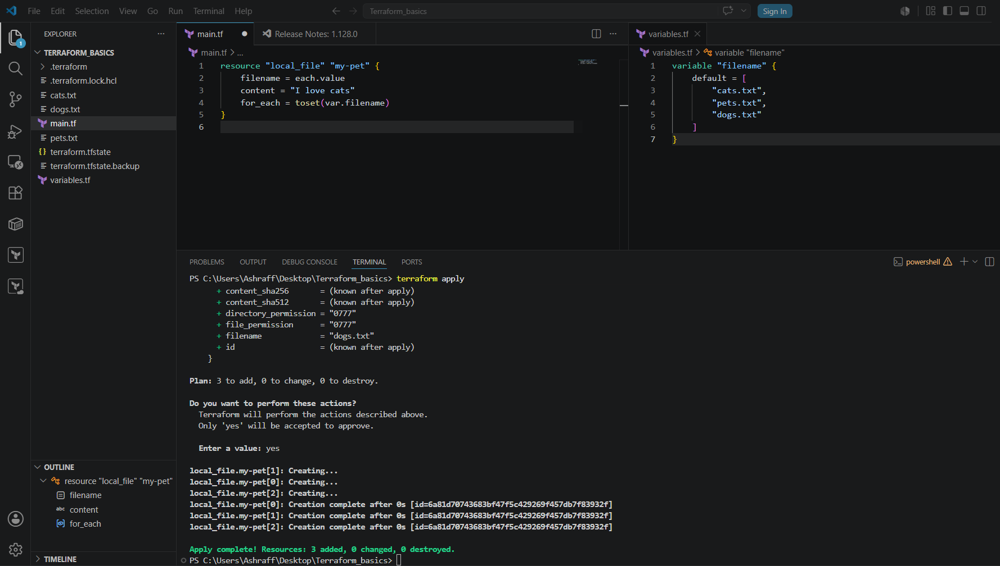 File Edit Selection View Go Run Terminal Help
Terraform_basics
Sign In
EXPLORER
1
TERRAFORM_BASICS
.terraform
.terraform.lock.hcl
cats.txt
dogs.txt
main.tf
pets.txt
terraform.tfstate
terraform.tfstate.backup
variables.tf
OUTLINE
resource "local_file" "my-pet"
filename
abc content
for_each
TIMELINE
main.tf
Release Notes: 1.128.0
main.tf > ...
1 resource "local_file" "my-pet" {
2     filename = each.value
3     content = "I love cats"
4     for_each = toset(var.filename)
5 }
6
variables.tf
variables.tf > variable "filename"
1 variable "filename" {
2     default = [
3         "cats.txt",
4         "pets.txt",
5         "dogs.txt"
6     ]
7 }
PROBLEMS OUTPUT DEBUG CONSOLE TERMINAL PORTS
powershell
PS C:\Users\Ashraff\Desktop\Terraform_basics> terraform apply
      + content_sha256       = (known after apply)
      + content_sha512       = (known after apply)
      + directory_permission = "0777"
      + file_permission      = "0777"
      + filename             = "dogs.txt"
      + id                   = (known after apply)
    }
Plan: 3 to add, 0 to change, 0 to destroy.
Do you want to perform these actions?
  Terraform will perform the actions described above.
  Only 'yes' will be accepted to approve.
  Enter a value: yes
local_file.my-pet[1]: Creating...
local_file.my-pet[0]: Creating...
local_file.my-pet[2]: Creating...
local_file.my-pet[0]: Creation complete after 0s [id=6a81d70743683bf47f5c429269f457db7f83932f]
local_file.my-pet[1]: Creation complete after 0s [id=6a81d70743683bf47f5c429269f457db7f83932f]
local_file.my-pet[2]: Creation complete after 0s [id=6a81d70743683bf47f5c429269f457db7f83932f]
Apply complete! Resources: 3 added, 0 changed, 0 destroyed.
PS C:\Users\Ashraff\Desktop\Terraform_basics>